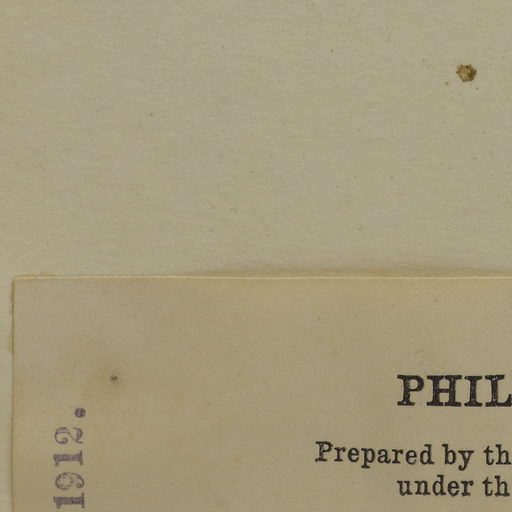 PHIL
Prepared by th
under th
1912.